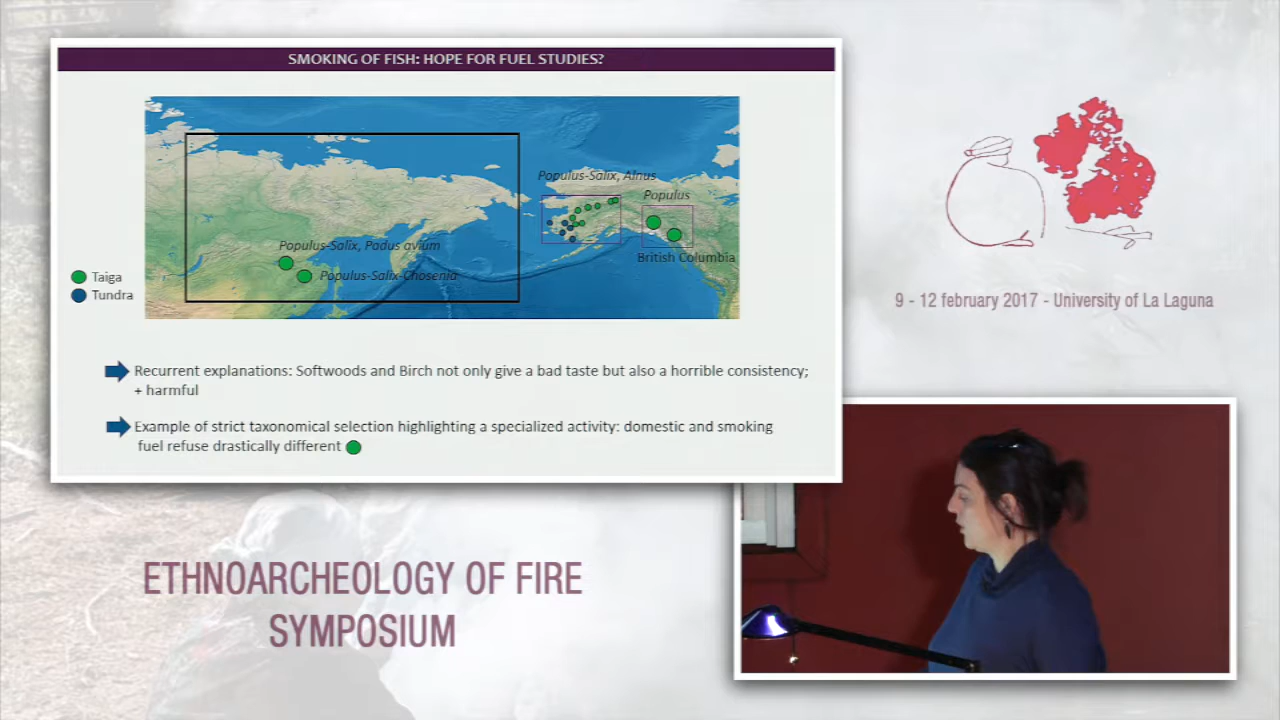 SMOKING OF FISH: HOPE FOR FUEL STUDIES?
Populus-Salix, Alnus
Populus
Populus-Salix, Padus avium
British Columbia
Populus-Salix-Chosenia
Taiga
Tundra
Recurrent explanations: Softwoods and Birch not only give a bad taste but also a horrible consistency;
+ harmful
Example of strict taxonomical selection highlighting a specialized activity: domestic and smoking
fuel refuse drastically different
9 - 12 february 2017 - University of La Laguna
ETHNOARCHEOLOGY OF FIRE
SYMPOSIUM